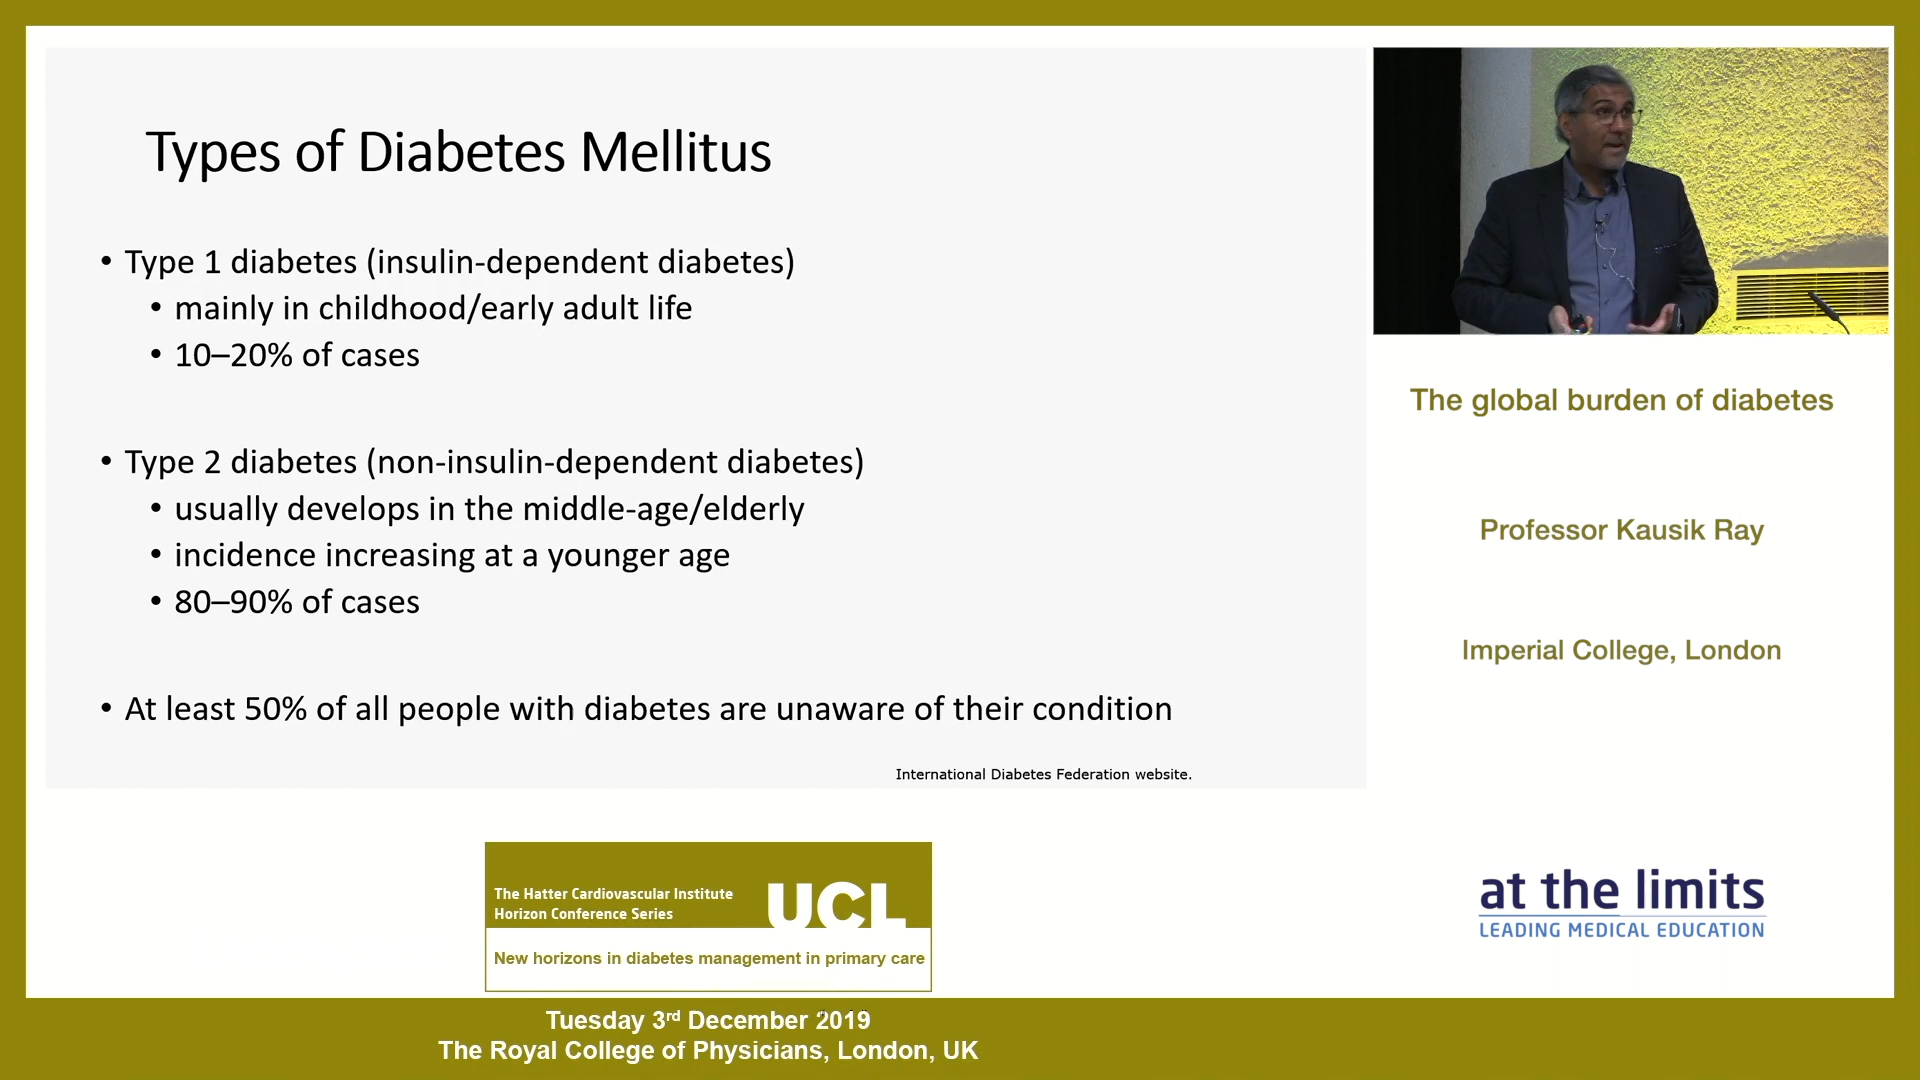 Types of Diabetes Mellitus
• Type 1 diabetes (insulin-dependent diabetes)
• mainly in childhood/early adult life
• 10–20% of cases
• Type 2 diabetes (non-insulin-dependent diabetes)
• usually develops in the middle-age/elderly
• incidence increasing at a younger age
• 80–90% of cases
• At least 50% of all people with diabetes are unaware of their condition
International Diabetes Federation website.
The global burden of diabetes
Professor Kausik Ray
Imperial College, London
The Hatter Cardiovascular Institute
Horizon Conference Series
UCL
New horizons in diabetes management in primary care
at the limits
LEADING MEDICAL EDUCATION
Tuesday 3rd December 2019
The Royal College of Physicians, London, UK